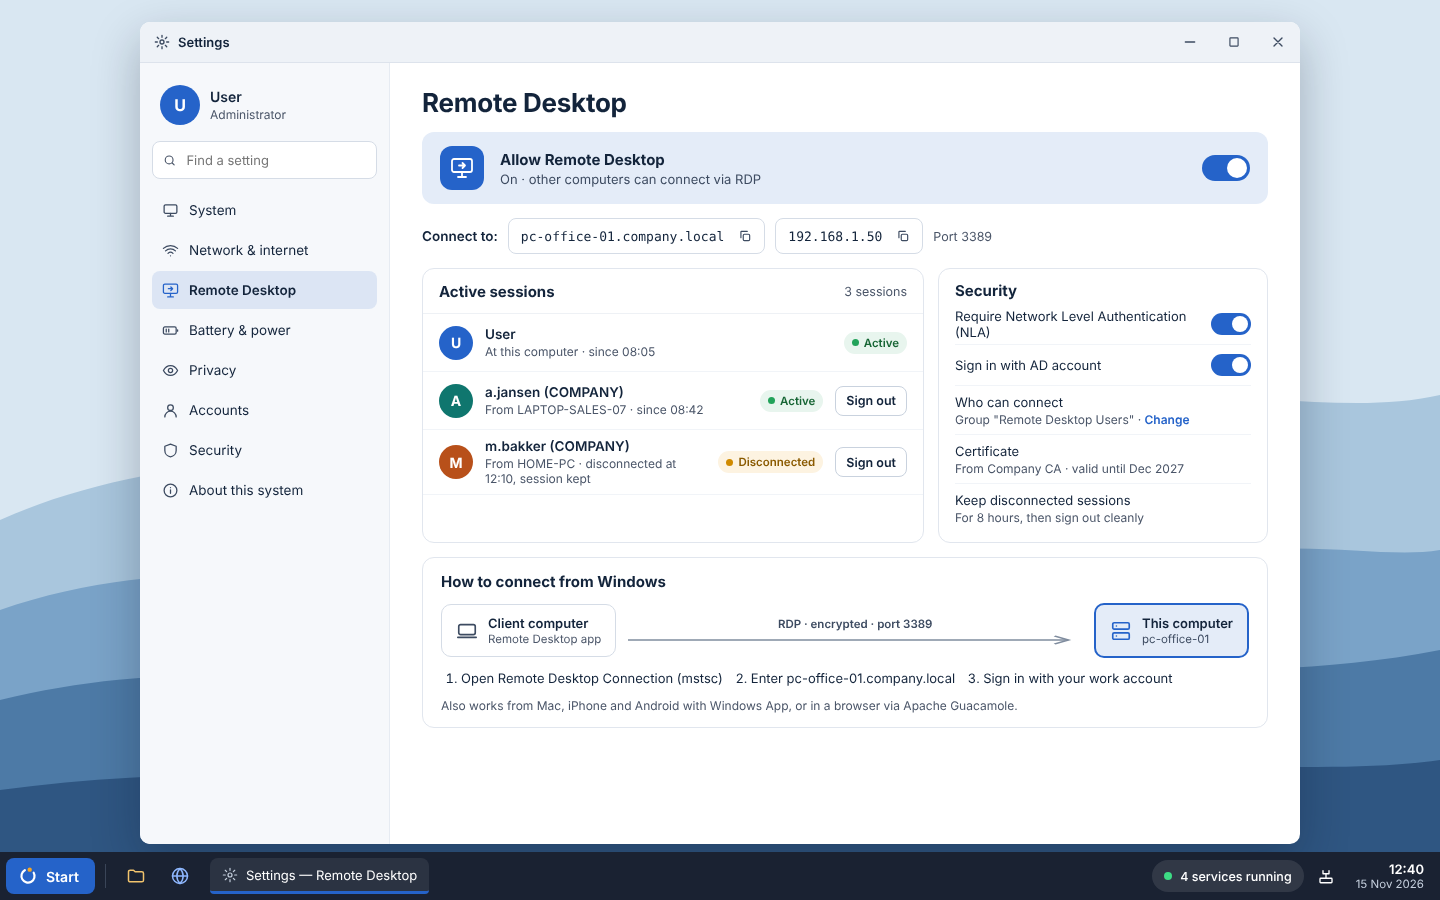 Settings
U
User
Administrator
Find a setting
System
Network & internet
Remote Desktop
Battery & power
Privacy
Accounts
Security
About this system
Remote Desktop
Allow Remote Desktop
On · other computers can connect via RDP
Connect to:
pc-office-01.company.local
192.168.1.50
Port 3389
Active sessions
3 sessions
U
User
At this computer · since 08:05
Active
A
a.jansen (COMPANY)
From LAPTOP-SALES-07 · since 08:42
Active
Sign out
M
m.bakker (COMPANY)
From HOME-PC · disconnected at
12:10, session kept
Disconnected
Sign out
Security
Require Network Level Authentication
(NLA)
Sign in with AD account
Who can connect
Group "Remote Desktop Users" · Change
Certificate
From Company CA · valid until Dec 2027
Keep disconnected sessions
For 8 hours, then sign out cleanly
How to connect from Windows
Client computer
Remote Desktop app
RDP · encrypted · port 3389
This computer
pc-office-01
1. Open Remote Desktop Connection (mstsc)
2. Enter pc-office-01.company.local
3. Sign in with your work account
Also works from Mac, iPhone and Android with Windows App, or in a browser via Apache Guacamole.
Start
Settings — Remote Desktop
4 services running
12:40
15 Nov 2026